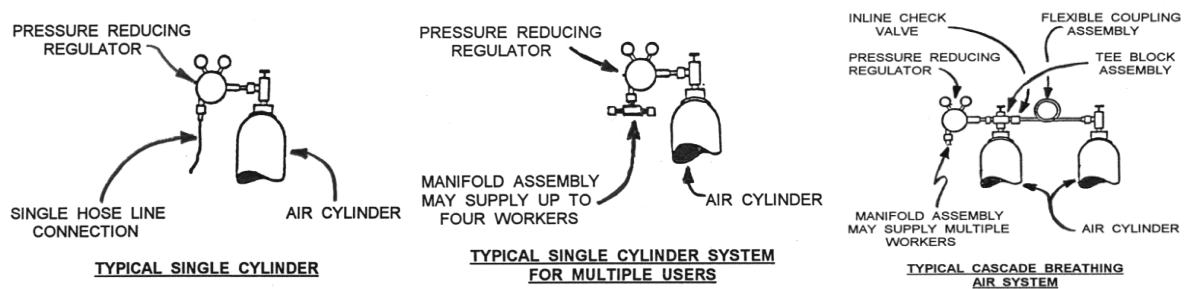 PRESSURE REDUCING
REGULATOR
SINGLE HOSE LINE
CONNECTION
AIR CYLINDER
TYPICAL SINGLE CYLINDER
PRESSURE REDUCING
REGULATOR
MANIFOLD ASSEMBLY
MAY SUPPLY UP TO
FOUR WORKERS
AIR CYLINDER
TYPICAL SINGLE CYLINDER SYSTEM
FOR MULTIPLE USERS
INLINE CHECK
VALVE
FLEXIBLE COUPLING
ASSEMBLY
PRESSURE REDUCING
REGULATOR
TEE BLOCK
ASSEMBLY
MANIFOLD ASSEMBLY
MAY SUPPLY MULTIPLE
WORKERS
AIR CYLINDER
TYPICAL CASCADE BREATHING
AIR SYSTEM